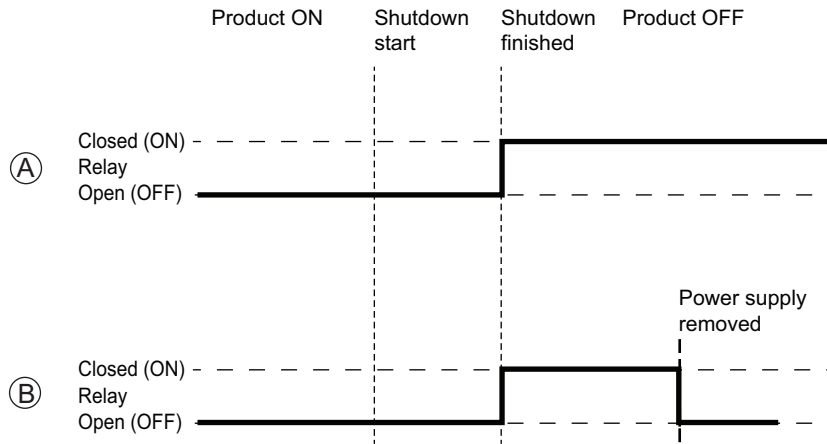 Product ON
Shutdown
start
Shutdown
finished
Product OFF
A
Closed (ON)
Relay
Open (OFF)
Power supply
removed
B
Closed (ON)
Relay
Open (OFF)